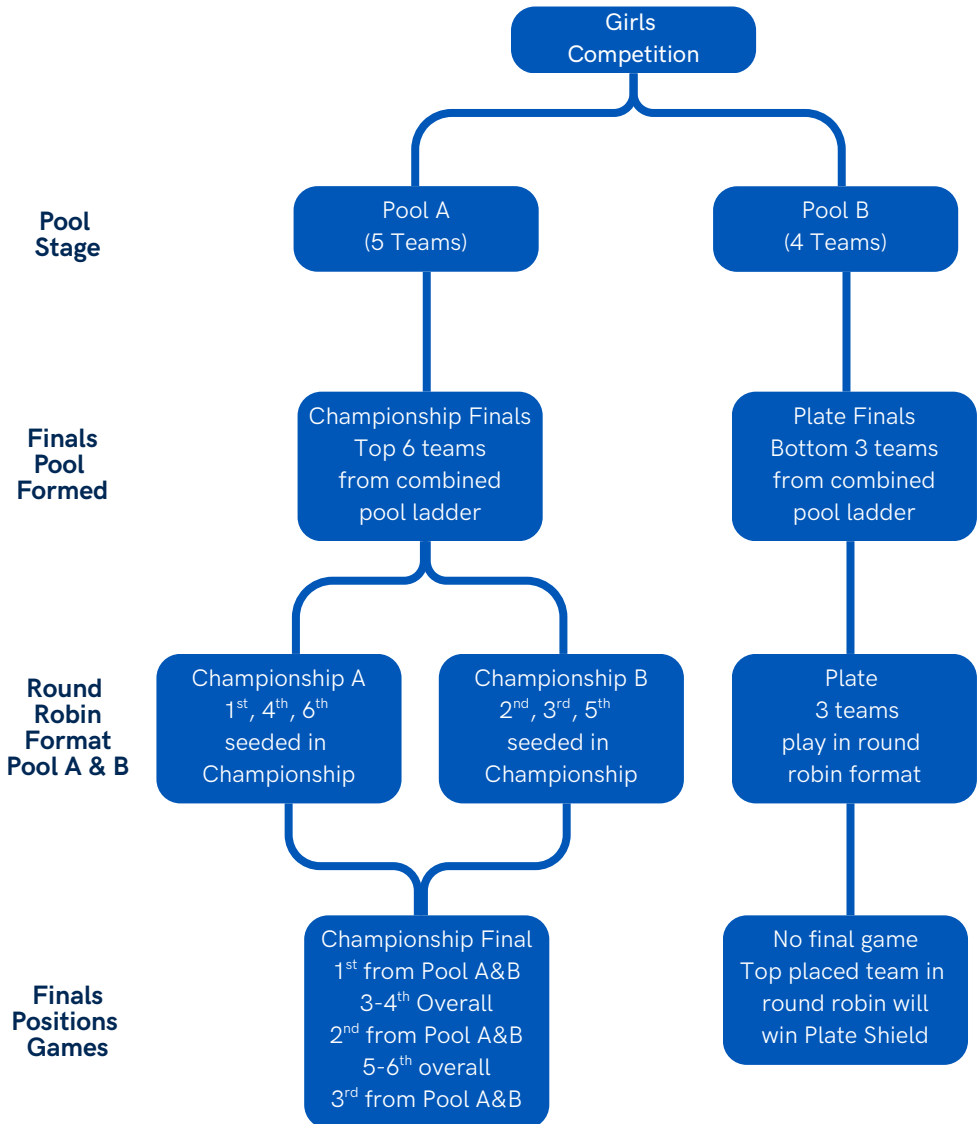 Girls
Competition
Pool
Stage
Pool A
(5 Teams)
Pool B
(4 Teams)
Finals
Pool
Formed
Championship Finals
Top 6 teams
from combined
pool ladder
Plate Finals
Bottom 3 teams
from combined
pool ladder
Round
Robin
Format
Pool A & B
Championship A
1st, 4th, 6th
seeded in
Championship
Championship B
2nd, 3rd, 5th
seeded in
Championship
Plate
3 teams
play in round
robin format
Finals
Positions
Games
Championship Final
1st from Pool A&B
3-4th Overall
2nd from Pool A&B
5-6th overall
3rd from Pool A&B
No final game
Top placed team in
round robin will
win Plate Shield